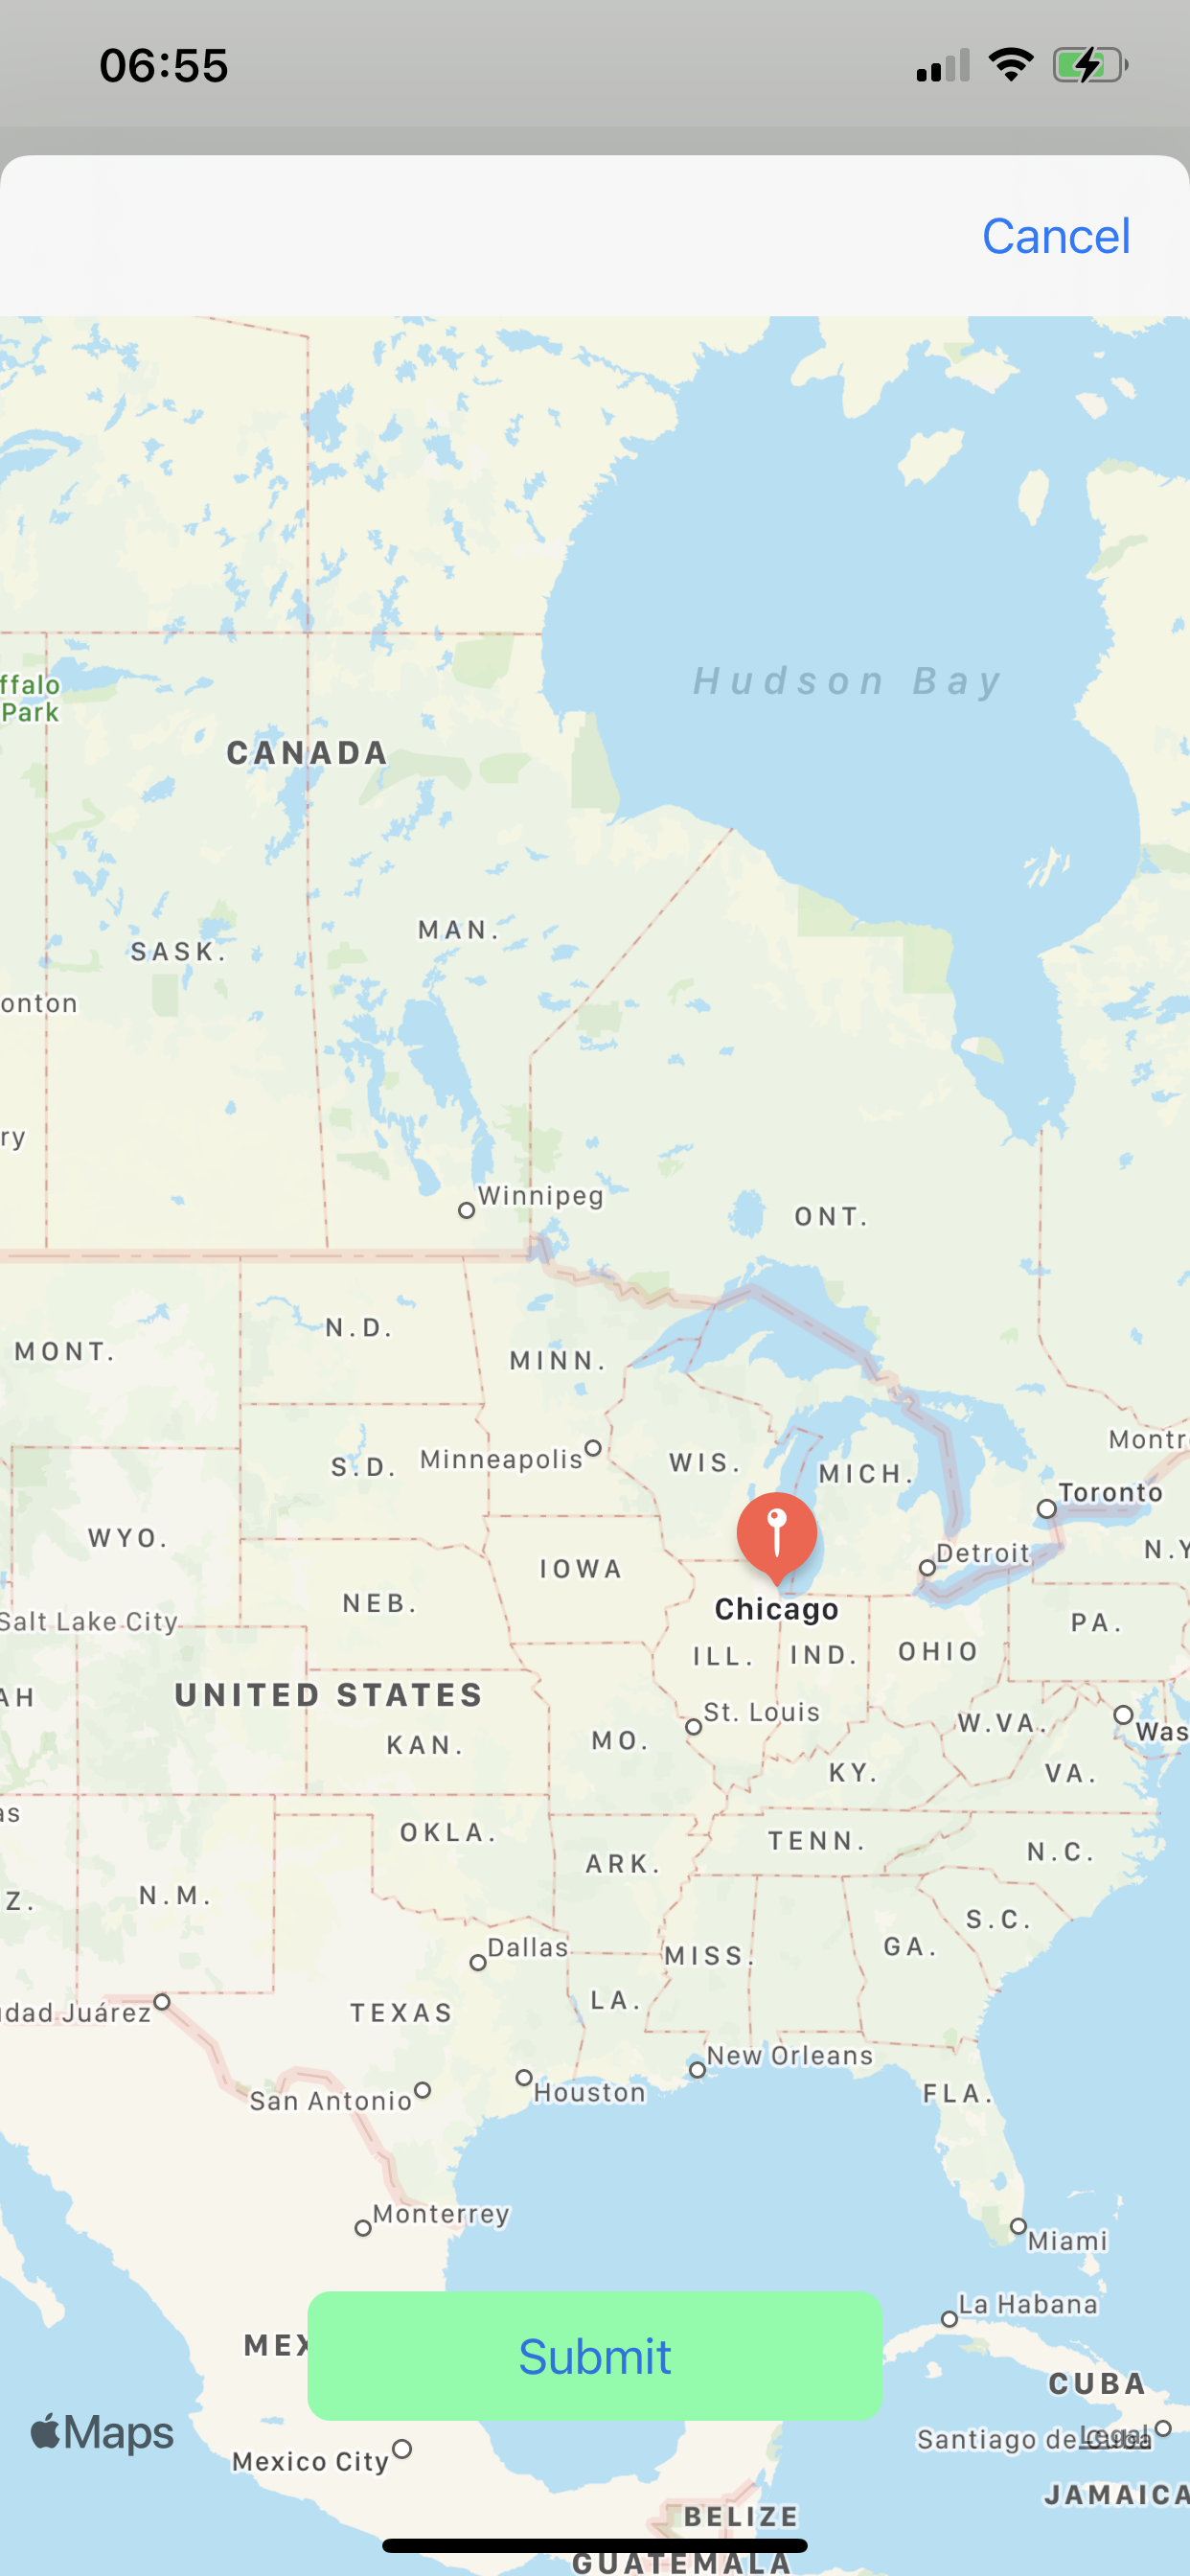 06:55
Cancel
Hudson Bay
ffalo
Park
CANADA
MAN.
SASK.
onton
ry
Winnipeg
ONT.
N.D.
MONT.
MINN.
Montr
S.D.
Minneapolis
WIS.
MICH.
Toronto
WYO.
Detroit
N.Y
IOWA
NEB.
Chicago
Salt Lake City
PA.
ILL.
IND.
OHIO
AH
UNITED STATES
St. Louis
W.VA.
Was
KAN.
MO.
KY.
VA.
as
OKLA.
TENN.
N.C.
ARK.
Z.
N.M.
S.C.
Dallas
MISS.
GA.
LA.
dad Juárez
TEXAS
New Orleans
San Antonio
Houston
FLA.
Monterrey
Miami
La Habana
MEX
Submit
CUBA
Maps
Santiago de Cuba
Legal
Mexico City
JAMAICA
BELIZE
GUATEMALA